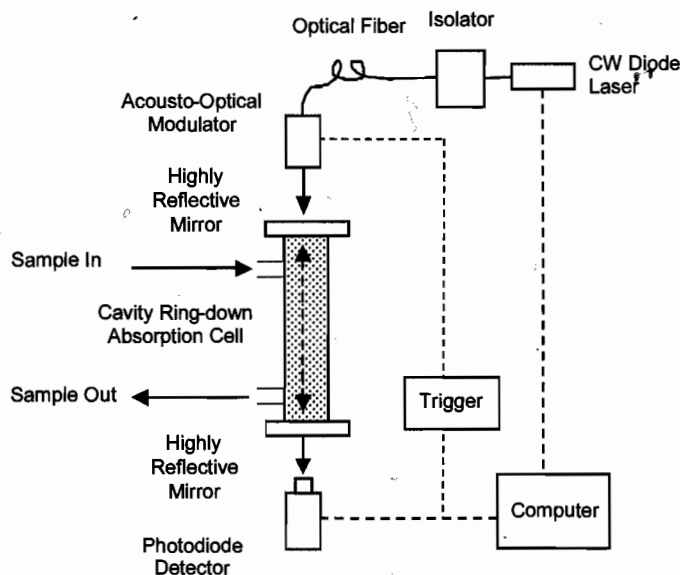 Optical Fiber
Isolator
CW Diode
Laser
Acousto-Optical
Modulator
Highly
Reflective
Mirror
Sample In
Cavity Ring-down
Absorption Cell
Sample Out
Trigger
Highly
Reflective
Mirror
Computer
Photodiode
Detector